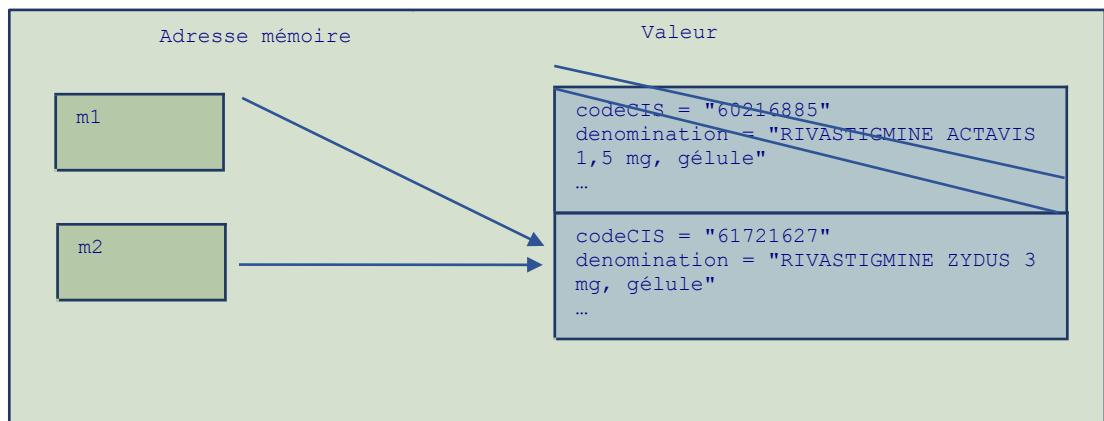 Adresse mémoire
Valeur
m1
codeCIS = "60216885"
denomination = "RIVASTIGMINE ACTAVIS
1,5 mg, gélule"
…
m2
codeCIS = "61721627"
denomination = "RIVASTIGMINE ZYDUS 3
mg, gélule"
…